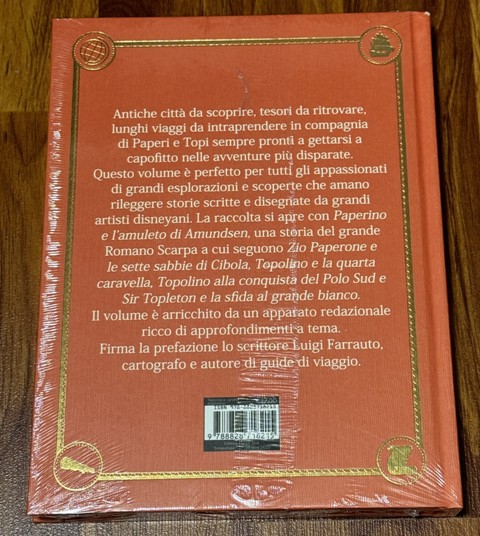 Antiche città da scoprire, tesori da ritrovare,
lunghi viaggi da intraprendere in compagnia
di Paperi e Topi sempre pronti a gettarsi a
capofitto nelle avventure più disparate.
Questo volume è perfetto per tutti gli appassionati
di grandi esplorazioni e scoperte che amano
rileggere storie scritte e disegnate da grandi
artisti disneyani. La raccolta si apre con Paperino
e l'amuleto di Amundsen, una storia del grande
Romano Scarpa a cui seguono Zio Paperone e
le sette sabbie di Cibola, Topolino e la quarta
caravella, Topolino alla conquista del Polo Sud e
Sir Topleton e la sfida al grande bianco.
Il volume è arricchito da un apparato redazionale
ricco di approfondimenti a tema.
Firma la prefazione lo scrittore Luigi Farrauto,
cartografo e autore di guide di viaggio.
ISBN